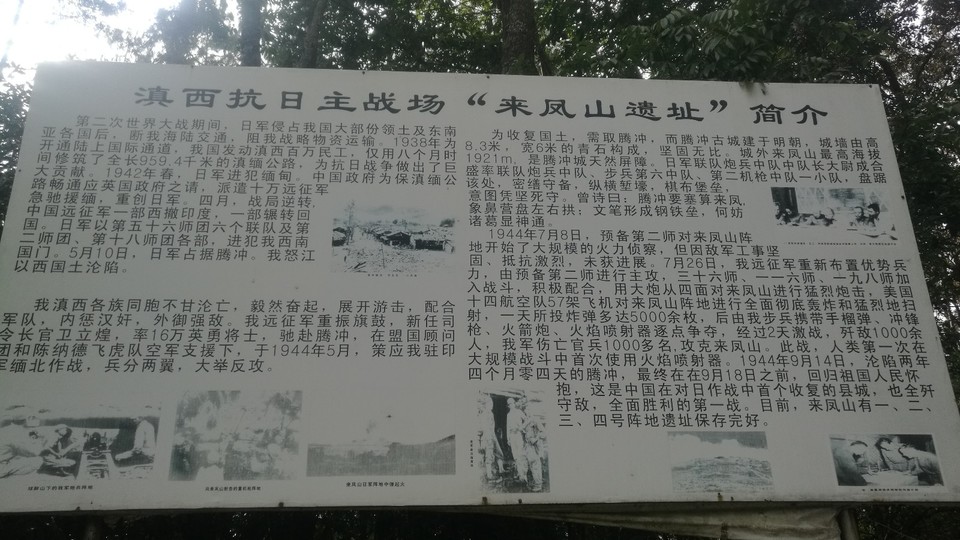 滇西抗日主战场“来凤山遗址”简介
第二次世界大战期间，日军侵占我国大部份领土及东南
亚各国后，断我海陆交通，阻我战略物资运输。1938年为
开通陆上国际通道，我国发动滇西百万民工，仅用八个月时
间修筑了全长959.4千米的滇缅公路，为抗日战争做出了巨
大贡献。1942年春，日军进犯缅甸。中国政府为保滇缅公
路畅通应英国政府之请，派遣十万远征军
急驰援缅，重创日军。四月，战局逆转，
中国远征军一部西撤印度，一部辗转回
国。日军以第五十六师团六个联队及第
二师团、第十八师团各部，进犯我西南
国门。5月10日，日军占据腾冲。我怒江
以西国土沦陷。
我滇西各族同胞不甘沦亡，毅然奋起，展开游击，配合
军队，内惩汉奸，外御强敌。我远征军重振旗鼓，新任司
令长官卫立煌，率16万英勇将士，驰赴腾冲，在盟国顾问
团和陈纳德飞虎队空军支援下，于1944年5月，策应我驻印
军缅北作战，兵分两翼，大举反攻。
为收复国土，需取腾冲，而腾冲古城建于明朝，城墙由高
8.3米，宽6米的青石构成，坚固无比，城外来凤山最高海拔
1921m，是腾冲城天然屏障。日军联队炮兵中队长尕尉成合
盛率联队炮兵中队、步兵第六中队、第二机枪中队一小队，盘踞
该处，密缮守备，纵横堑壕，棋布堡垒，
意图凭坚死守。曾诗曰：腾冲要塞算来凤，
象鼻营盘左右拱；文笔形成钢铁垒，何妨
诸葛显神通。
1944年7月8日，预备第二师对来凤山阵
地开始了大规模的火力侦察，但因敌军工事坚
固、抵抗激烈，未获进展。7月26日，我远征军重新布置优势兵
力，由预备第二师进行主攻，三十六师、一一六师、一九八师加
入战斗，积极配合，用大炮从四面对来凤山进行猛烈炮击，美国
十四航空队57架飞机对来凤山阵地进行全面彻底轰炸和猛烈地扫
射，一天所投炸弹多达5000余枚，后由我步兵携带手榴弹、冲锋
枪、火箭炮、火焰喷射器逐点争夺，经过2天激战，歼敌1000余
人，我军伤亡官兵1000多名，攻克来凤山。此战，人类第一次在
大规模战斗中首次使用火焰喷射器。1944年9月14日，沦陷两年
四个月零四天的腾冲，最终在在9月18日之前，回归祖国人民怀
抱，这是中国在对日作战中首个收复的县城，也全歼
守敌，全面胜利的第一战。目前，来凤山有一、二、
三、四号阵地遗址保存完好。
来凤山日军阵地中弹起火